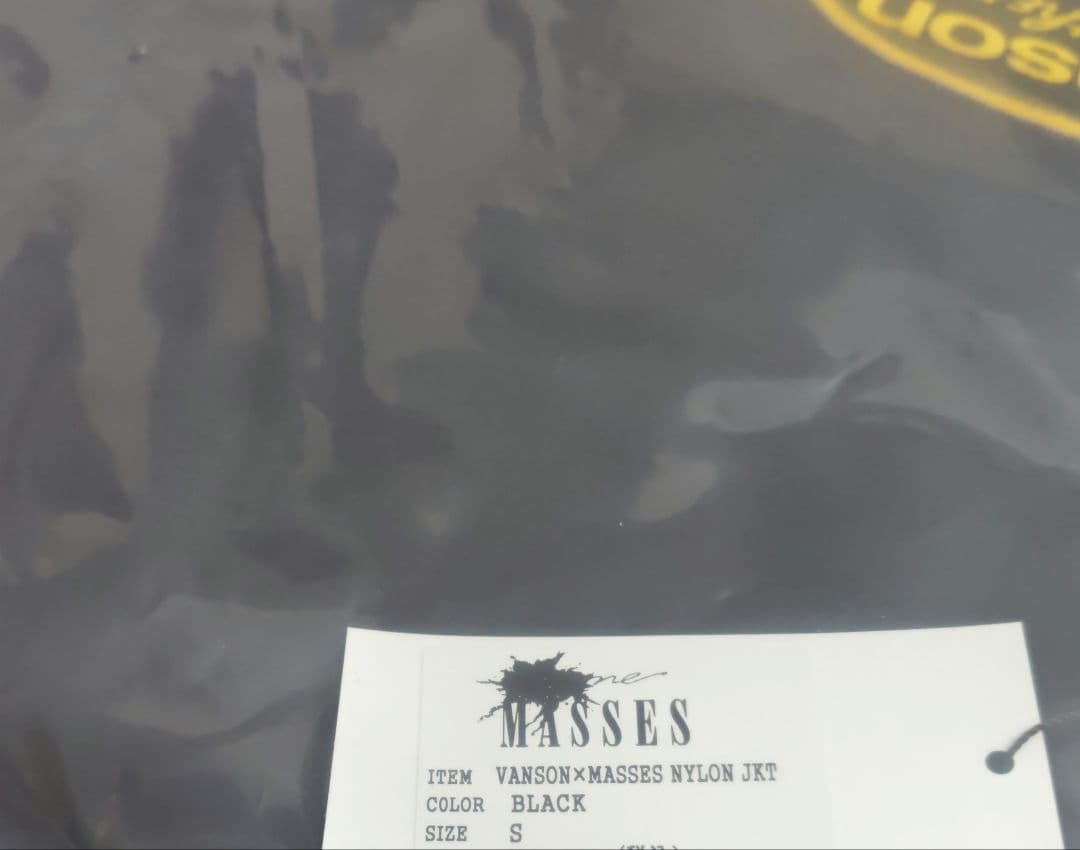 MASSES
ITEM VANSON×MASSES NYLON JKT
COLOR BLACK
SIZE S